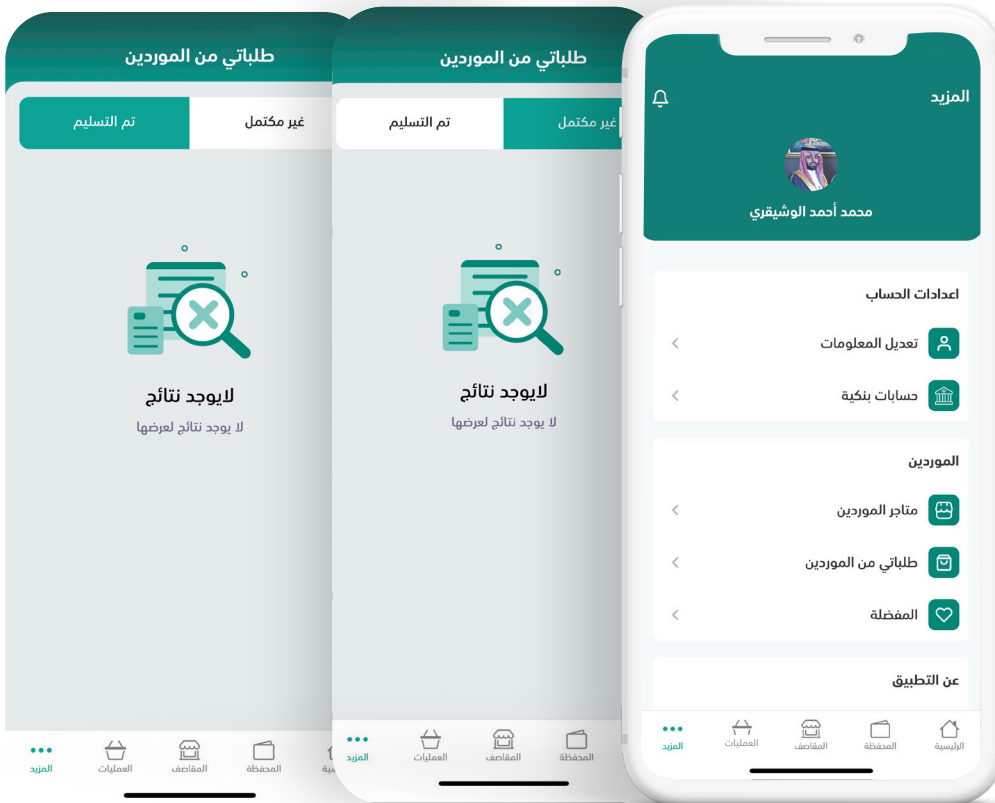 المزيد
محمد أحمد الوشيقري
اعدادات الحساب
تعديل المعلومات
حسابات بنكية
الموردين
متاجر الموردين
طلباتي من الموردين
المفضلة
عن التطبيق
الرئيسية المحفظة المقاصف العمليات المزيد
طلباتي من الموردين
غير مكتمل تم التسليم
لايوجد نتائج
لا يوجد نتائج لعرضها
المحفظة المقاصف العمليات المزيد
طلباتي من الموردين
غير مكتمل تم التسليم
لايوجد نتائج
لا يوجد نتائج لعرضها
المحفظة المقاصف العمليات المزيد